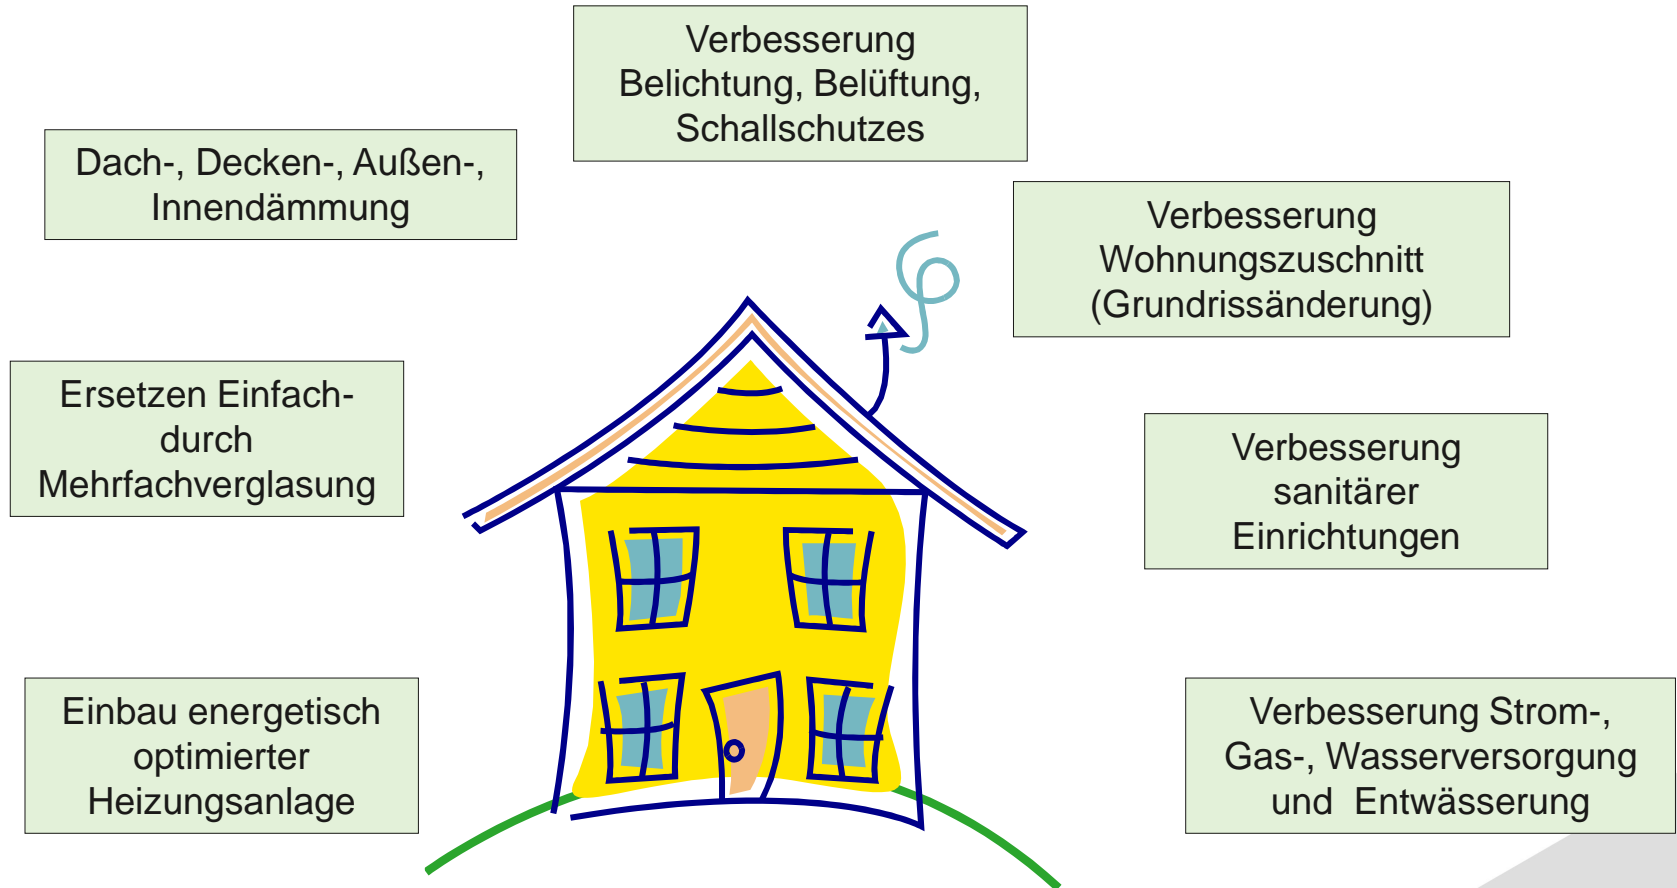 Verbesserung
Belichtung, Belüftung,
Schallschutzes
Dach-, Decken-, Außen-,
Innendämmung
Verbesserung
Wohnungszuschnitt
(Grundrissänderung)
Ersetzen Einfach-
durch
Mehrfachverglasung
Verbesserung
sanitärer
Einrichtungen
Einbau energetisch
optimierter
Heizungsanlage
Verbesserung Strom-,
Gas-, Wasserversorgung
und Entwässerung